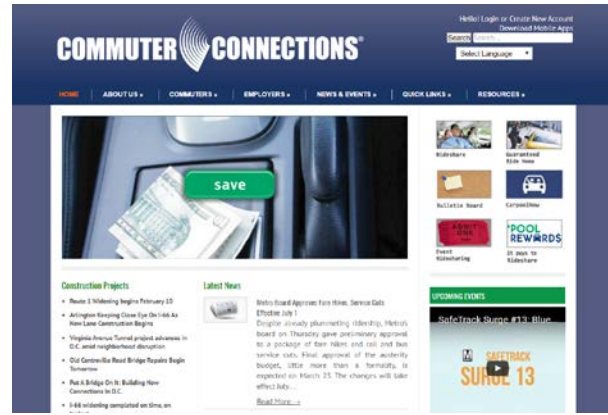 Hello! Login or Create New Account
Download Mobile Apps
Search Search...
Select Language
COMMUTER CONNECTIONS®
HOME ABOUT US » COMMUTERS » EMPLOYERS » NEWS & EVENTS » QUICK LINKS » RESOURCES »
save
Rideshare
Guaranteed
Ride Home
Bulletin Board
CarpoolNow
ADMIT
ONE
'POOL
REWARDS
Event
Ridesharing
It pays to
Rideshare
Construction Projects
Route 1 Widening begins February 10
Arlington Keeping Close Eye On I-66 As
New Lane Construction Begins
Virginia Avenue Tunnel project advances in
D.C. amid neighborhood disruption
Old Centreville Road Bridge Repairs Begin
Tomorrow
Put A Bridge On It: Building New
Connections In D.C.
I-66 widening completed on time, on
Latest News
Metro Board Approves Fare Hikes, Service Cuts
Effective July 1
Despite already plummeting ridership, Metro's
board on Thursday gave preliminary approval
to a package of fare hikes and rail and bus
service cuts. Final approval of the austerity
budget, little more than a formality, is
expected on March 23. The changes will take
effect July...
Read More →
UPCOMING EVENTS
SafeTrack Surge #13: Blue
M SAFETRACK
SURGE 13